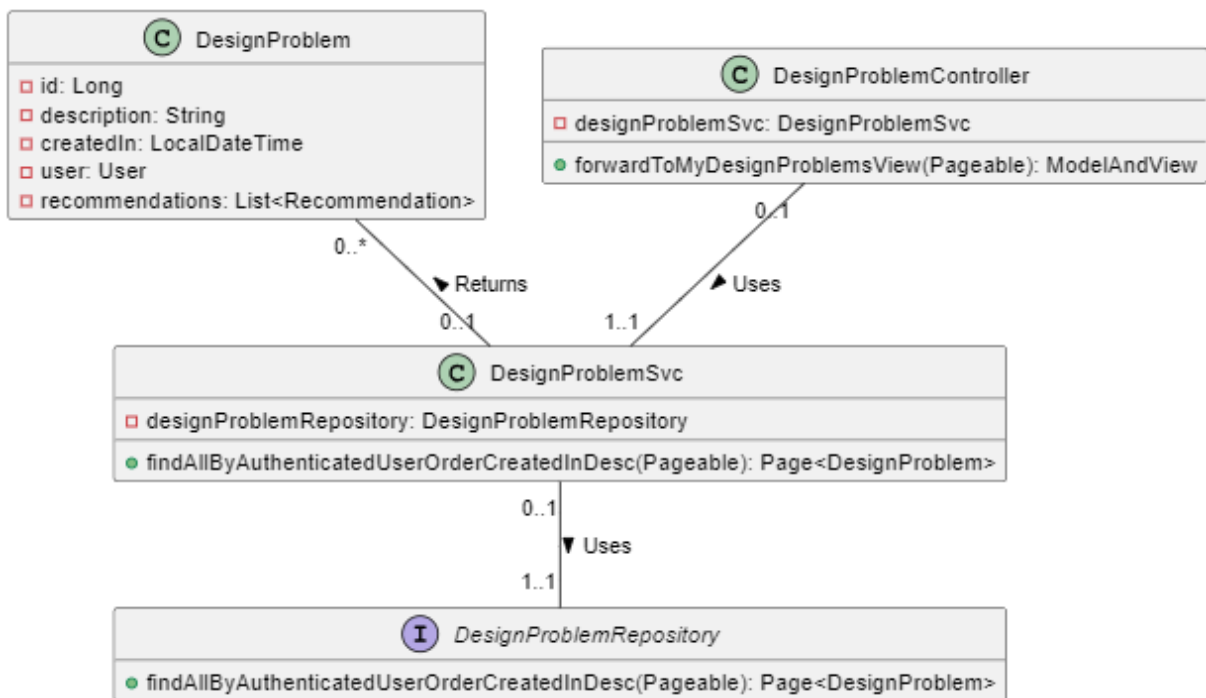 C DesignProblem
id: Long
description: String
createdIn: LocalDateTime
user: User
recommendations: List<Recommendation>
C DesignProblemController
designProblemSvc: DesignProblemSvc
forwardToMyDesignProblemsView(Pageable): ModelAndView
0..*
0..1
Returns
Uses
0..1
1..1
C DesignProblemSvc
designProblemRepository: DesignProblemRepository
findAllByAuthenticatedUserOrderCreatedInDesc(Pageable): Page<DesignProblem>
0..1
Uses
1..1
I DesignProblemRepository
findAllByAuthenticatedUserOrderCreatedInDesc(Pageable): Page<DesignProblem>